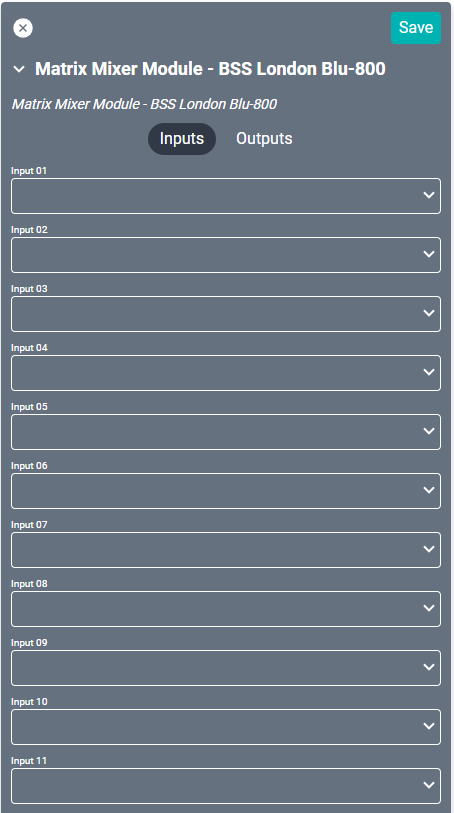 Save
Matrix Mixer Module - BSS London Blu-800
Matrix Mixer Module - BSS London Blu-800
Inputs Outputs
Input 01
Input 02
Input 03
Input 04
Input 05
Input 06
Input 07
Input 08
Input 09
Input 10
Input 11